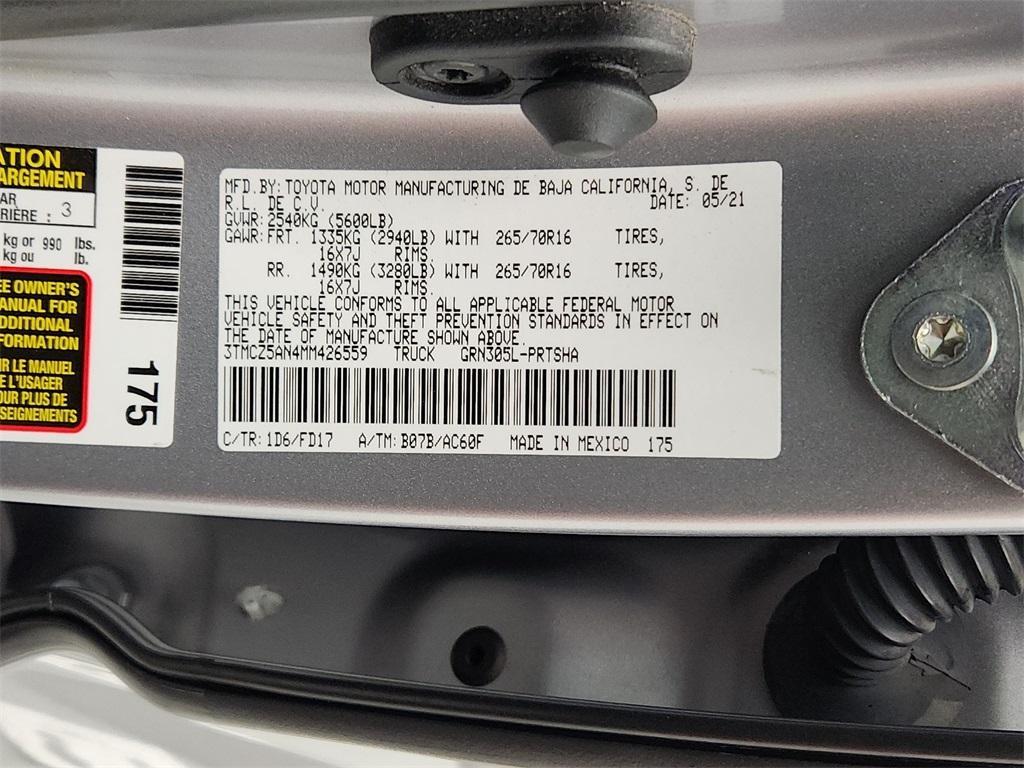 ATION
ARGEMENT
AR
RIÈRE : 3
kg or 990 lbs.
kg ou lb.
EE OWNER'S
MANUAL FOR
DDITIONAL
FORMATION
IR LE MANUEL
E L'USAGER
OUR PLUS DE
SEIGNEMENTS
175
MFD.BY: TOYOTA MOTOR MANUFACTURING DE BAJA CALIFORNIA, S. DE
R.L. DE C.V. DATE: 05/21
GVWR: 2540KG (5600LB)
GAWR: FRT. 1335KG (2940LB) WITH 265/70R16 TIRES,
16X7J RIMS.
RR. 1490KG (3280LB) WITH 265/70R16 TIRES,
16X7J RIMS.
THIS VEHICLE CONFORMS TO ALL APPLICABLE FEDERAL MOTOR
VEHICLE SAFETY AND THEFT PREVENTION STANDARDS IN EFFECT ON
THE DATE OF MANUFACTURE SHOWN ABOVE.
3TMCZ5AN4MM426559 TRUCK GRN305L-PRTSHA
C/TR: 1D6/FD17 A/TM: B07B/AC60F MADE IN MEXICO 175